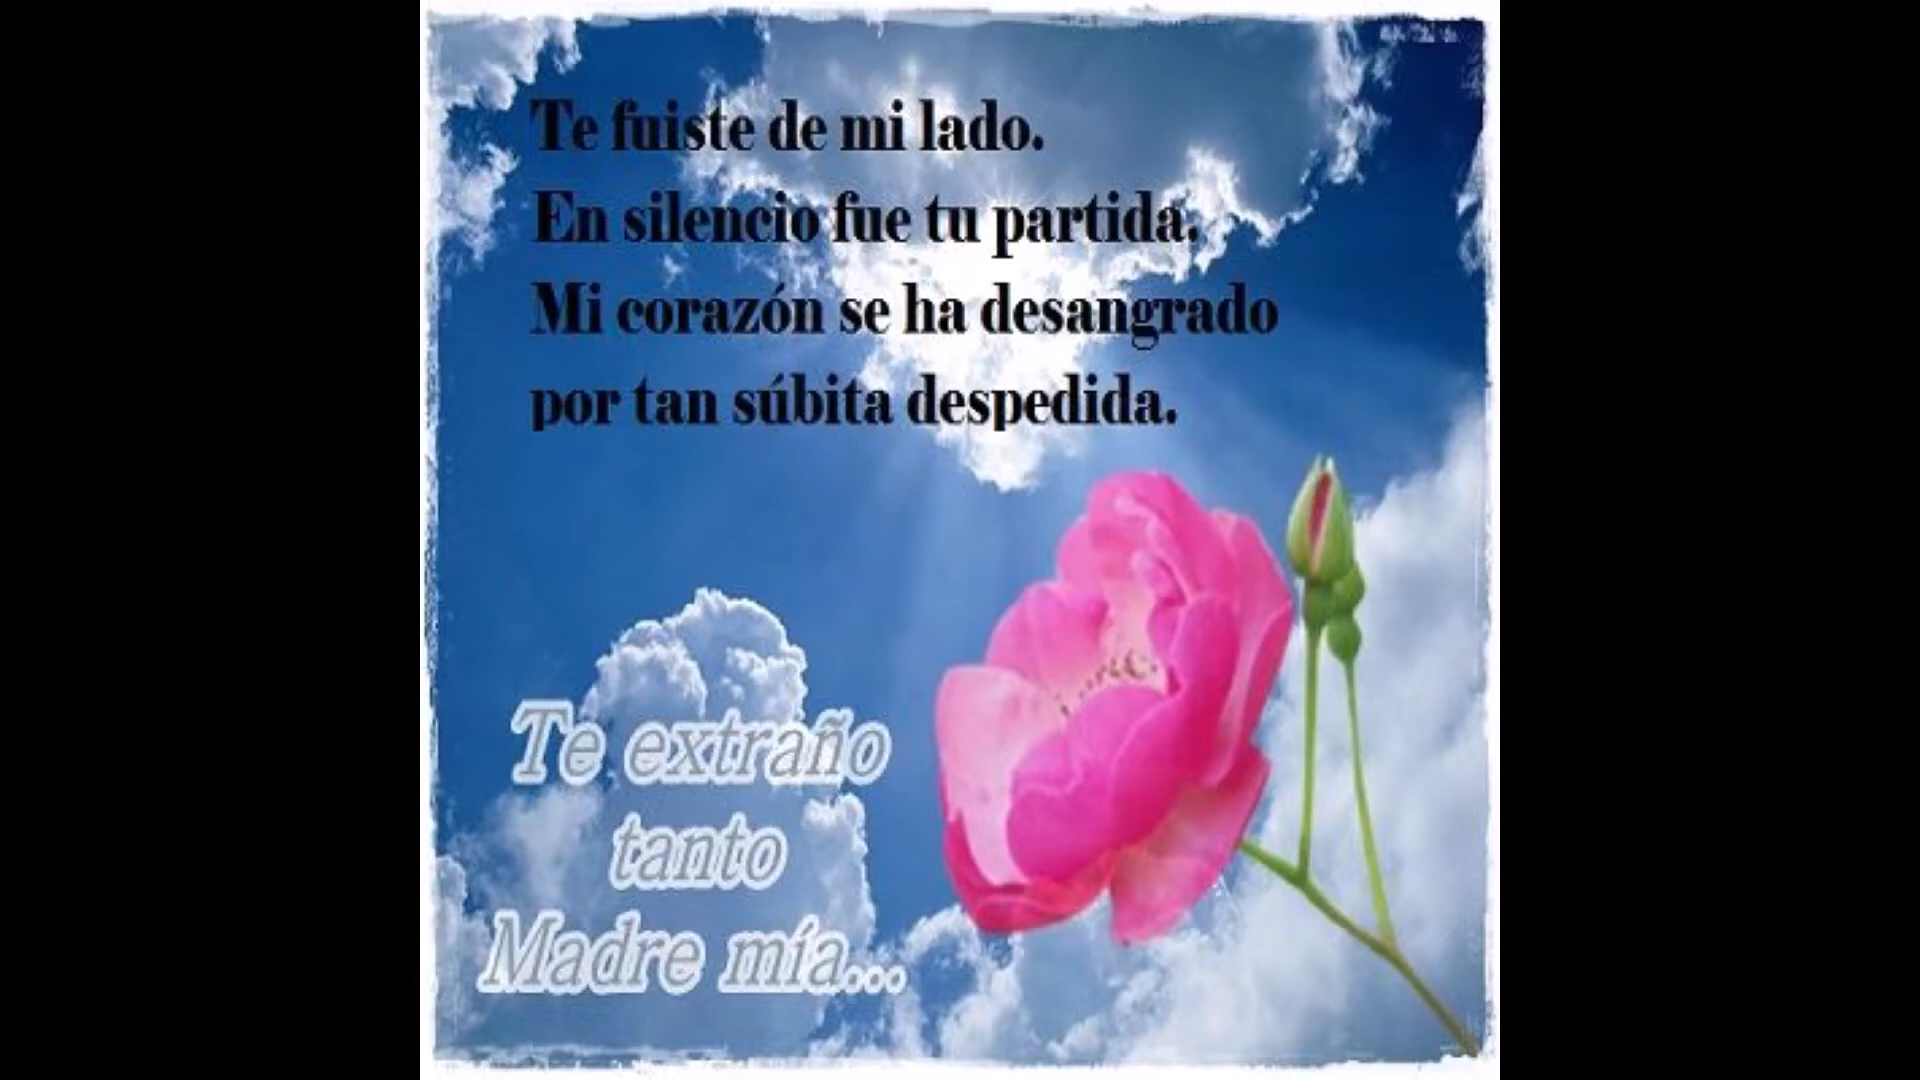 Te fuiste de mi lado.
En silencio fue tu partida.
Mi corazón se ha desangrado
por tan súbita despedida.
Te extraño
tanto
Madre mía...